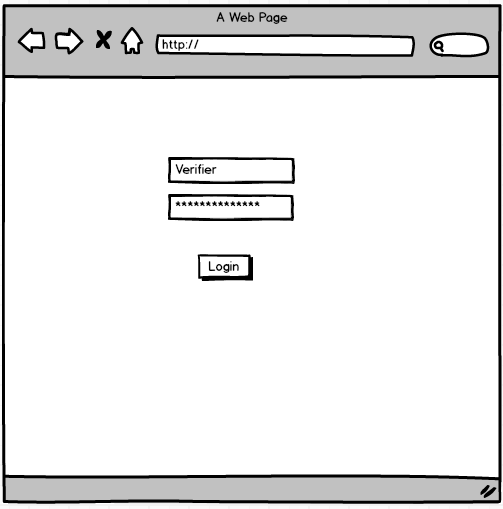 A Web Page
http://
Verifier
**************
Login